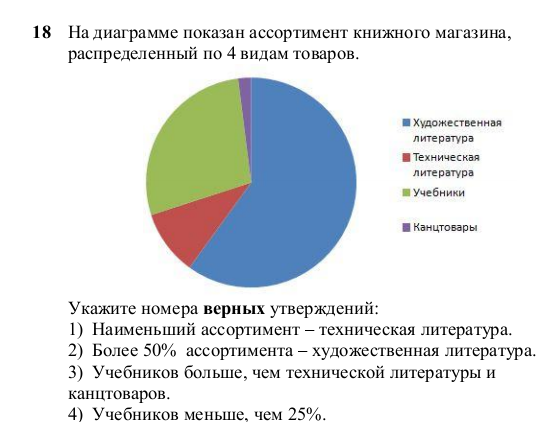 18 На диаграмме показан ассортимент книжного магазина,
распределенный по 4 видам товаров.
Художественная
литература
Техническая
литература
Учебники
Канцтовары
Укажите номера верных утверждений:
1) Наименьший ассортимент – техническая литература.
2) Более 50% ассортимента – художественная литература.
3) Учебников больше, чем технической литературы и
канцтоваров.
4) Учебников меньше, чем 25%.